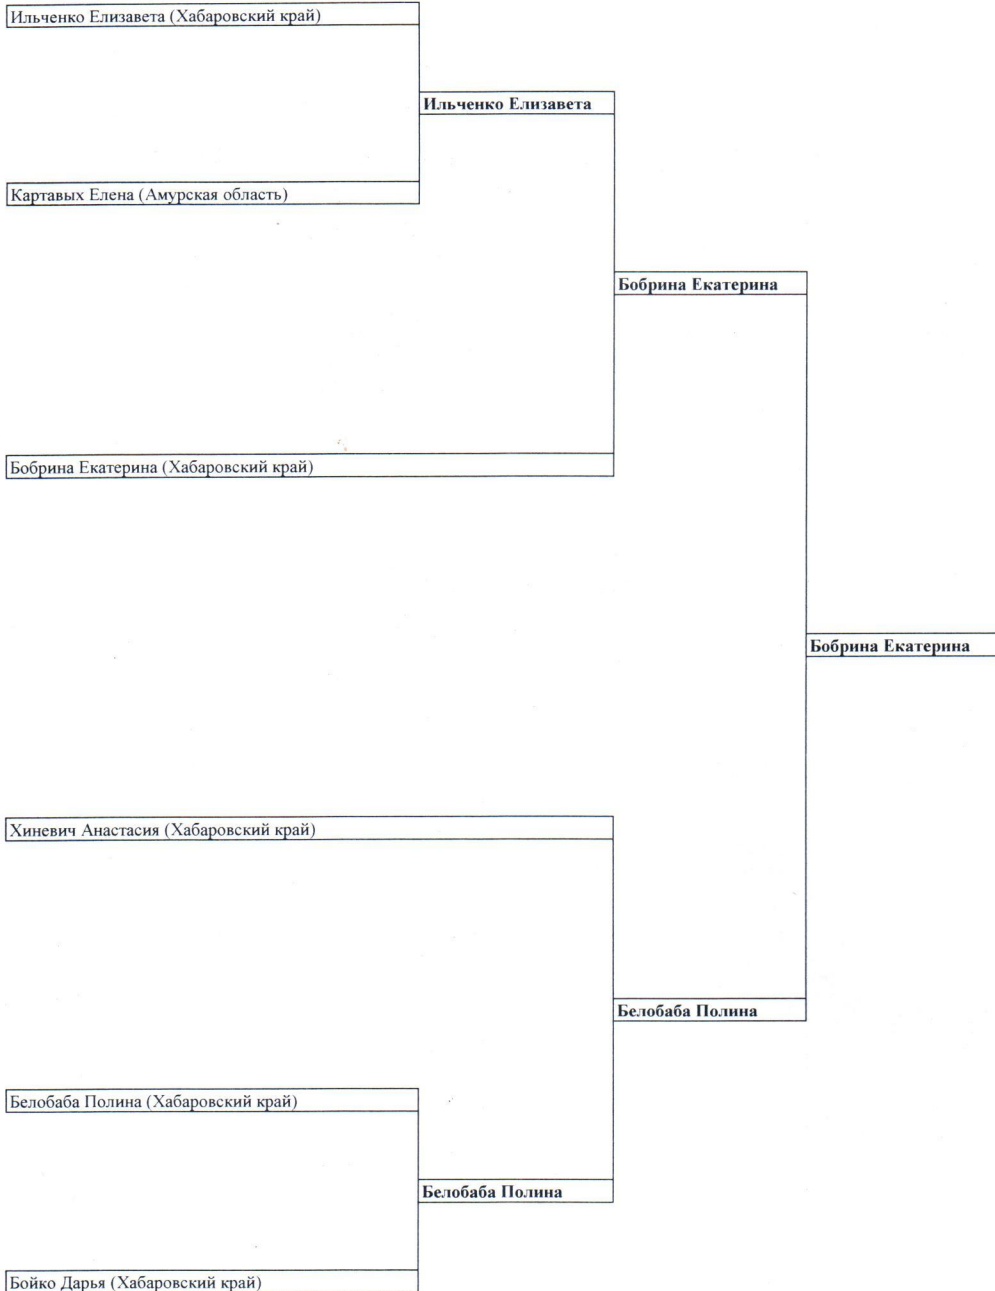 Ильченко Елизавета (Хабаровский край)
Ильченко Елизавета
Картавых Елена (Амурская область)
Бобрина Екатерина
Бобрина Екатерина (Хабаровский край)
Бобрина Екатерина
Хиневич Анастасия (Хабаровский край)
Белобаба Полина
Белобаба Полина (Хабаровский край)
Белобаба Полина
Бойко Дарья (Хабаровский край)